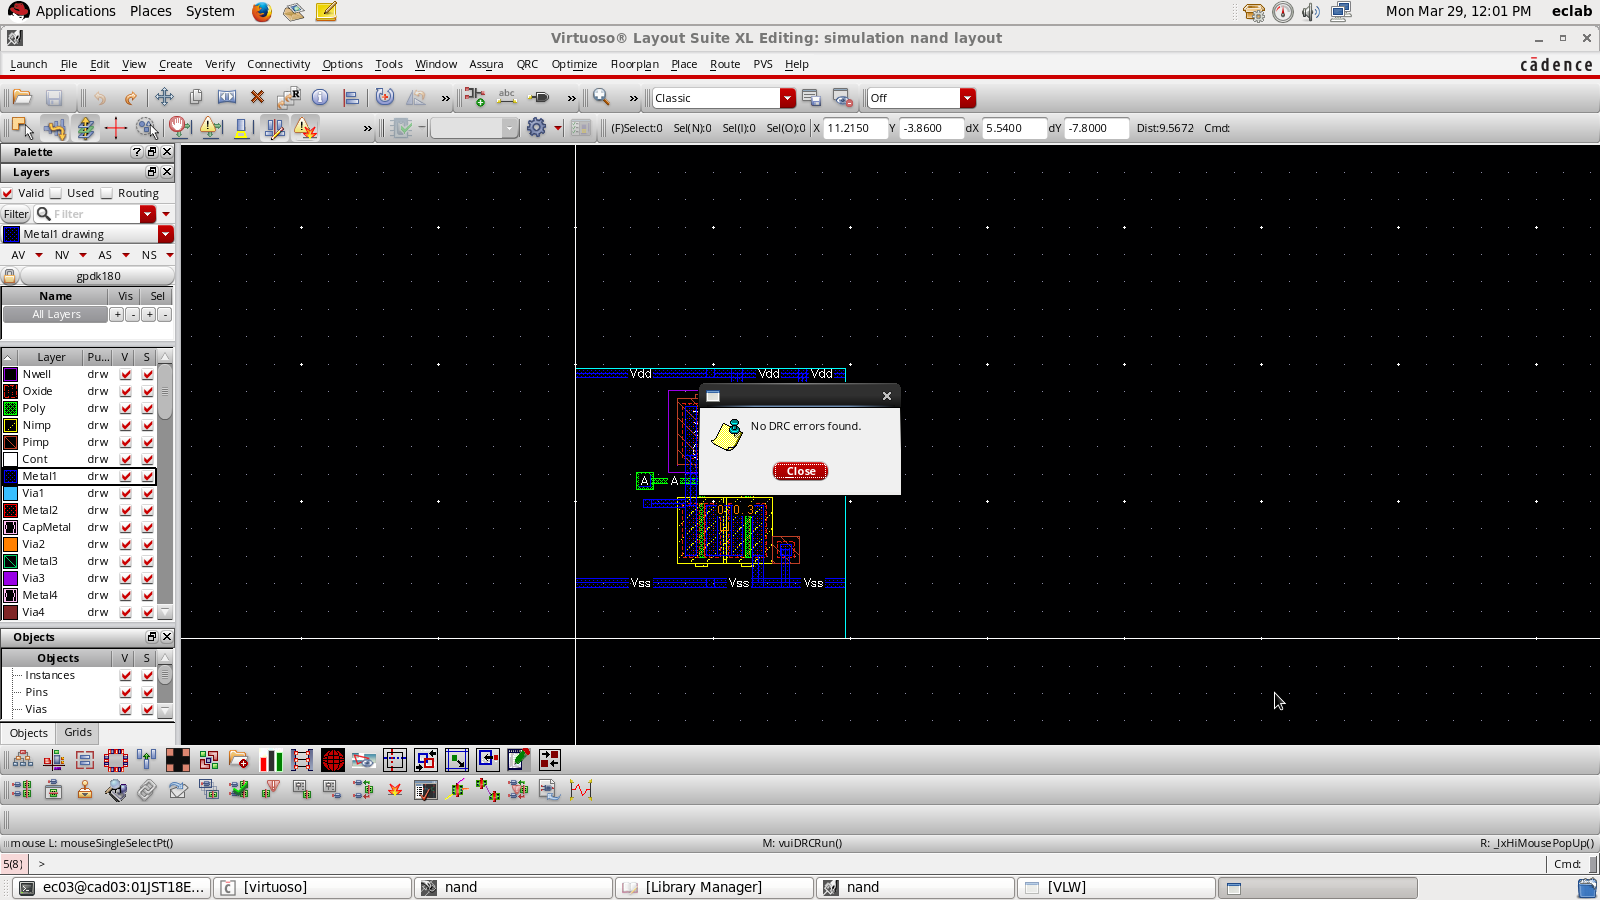 Applications Places System Mon Mar 29, 12:01 PM eclab
Virtuoso® Layout Suite XL Editing: simulation nand layout
Launch File Edit View Create Verify Connectivity Options Tools Window Assura QRC Optimize Floorplan Place Route PVS Help cādence
» abc » » Classic Off
» (F)Select:0 Sel(N):0 Sel(I):0 Sel(O):0 X 11.2150 Y -3.8600 dX 5.5400 dY -7.8000 Dist:9.5672 Cmd:
Palette
Layers
Valid Used Routing
Filter Filter
Metal1 drawing
AV NV AS NS
gpdk180
Name Vis Sel
All Layers + - + -
Layer Pu... V S
Nwell drw
Oxide drw
Poly drw
Nimp drw
Pimp drw
Cont drw
Metal1 drw
Via1 drw
Metal2 drw
CapMetal drw
Via2 drw
Metal3 drw
Via3 drw
Metal4 drw
Via4 drw
Objects
Objects V S
Instances
Pins
Vias
Objects Grids
Vdd Vdd Vdd
No DRC errors found.
Close
A A
Vss Vss Vss
mouse L: mouseSingleSelectPt() M: vuiDRCRun() R: _lxHiMousePopUp()
5(8) > Cmd:
ec03@cad03:01JST18E... [virtuoso] nand [Library Manager] nand [VLW]